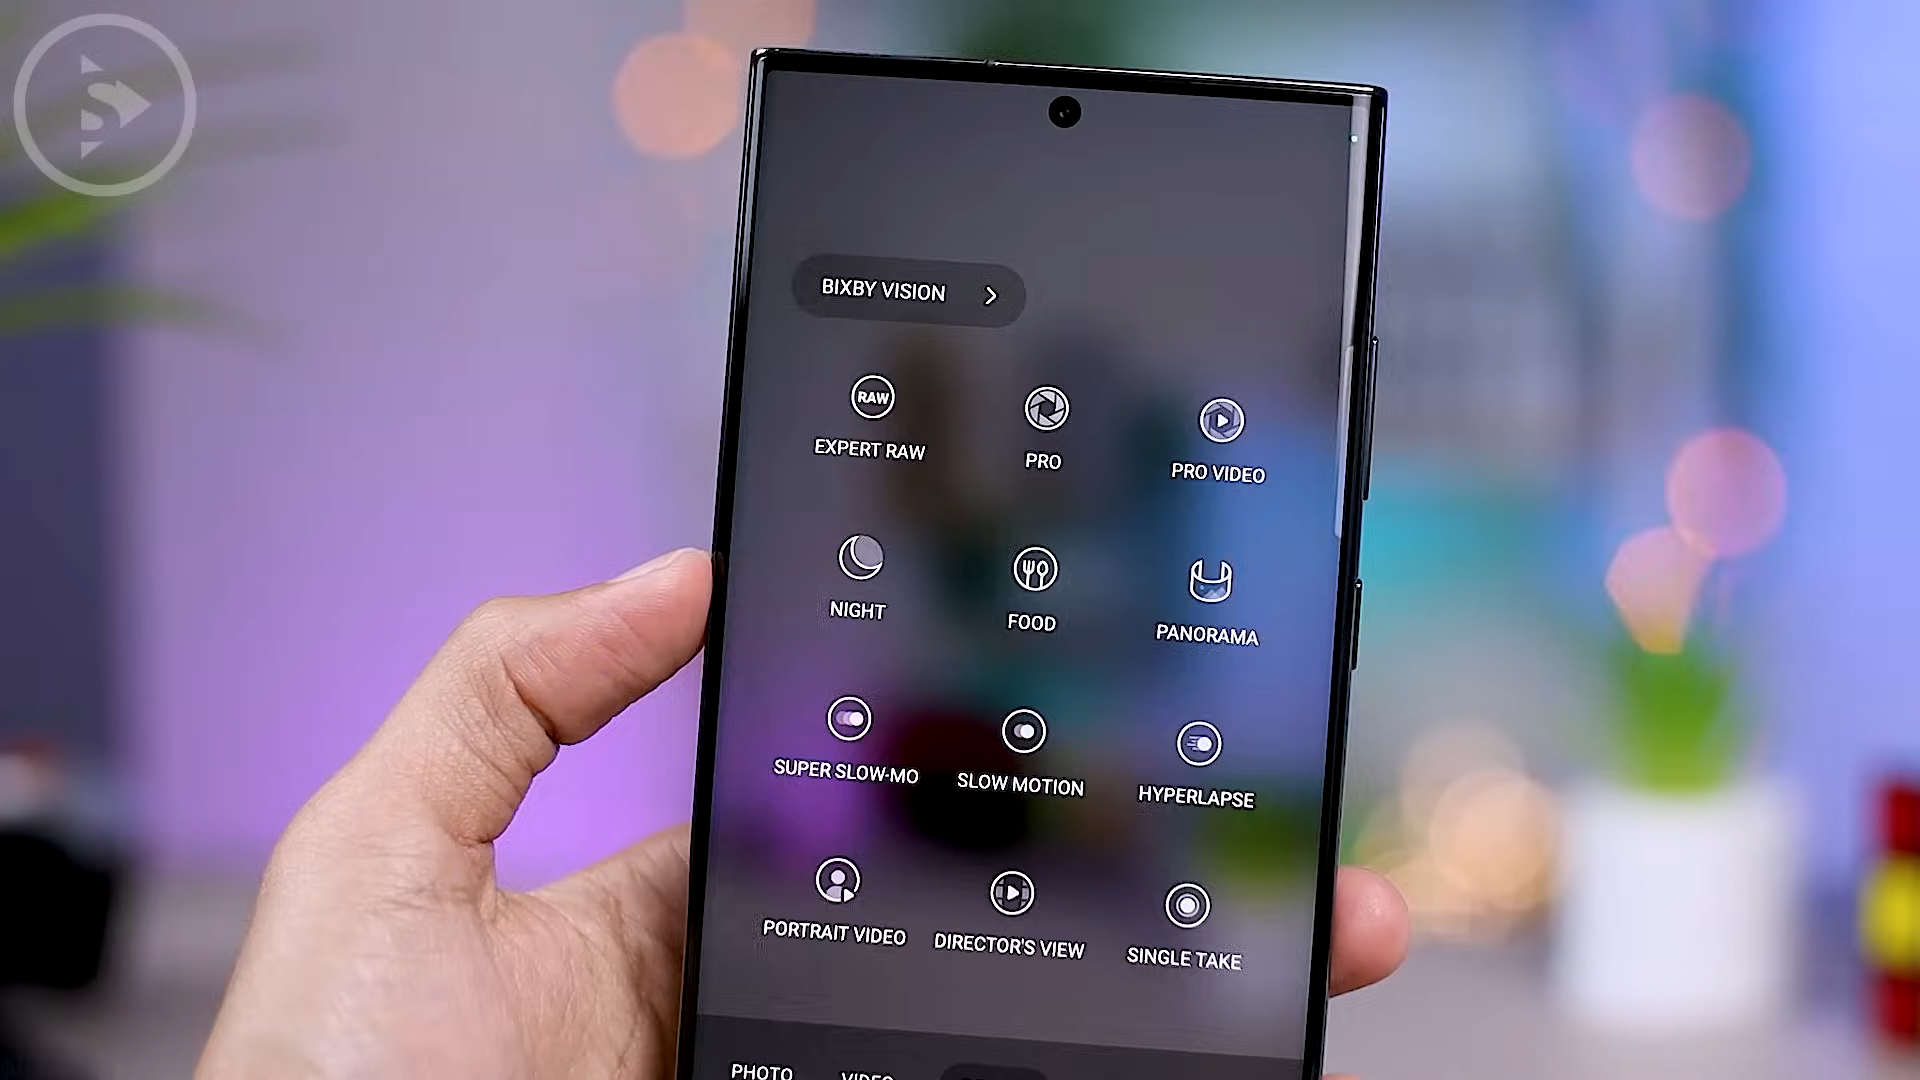 BIXBY VISION
RAW
EXPERT RAW
PRO
PRO VIDEO
NIGHT
FOOD
PANORAMA
SUPER SLOW-MO
SLOW MOTION
HYPERLAPSE
PORTRAIT VIDEO
DIRECTOR'S VIEW
SINGLE TAKE
PHOTO
VIDEO